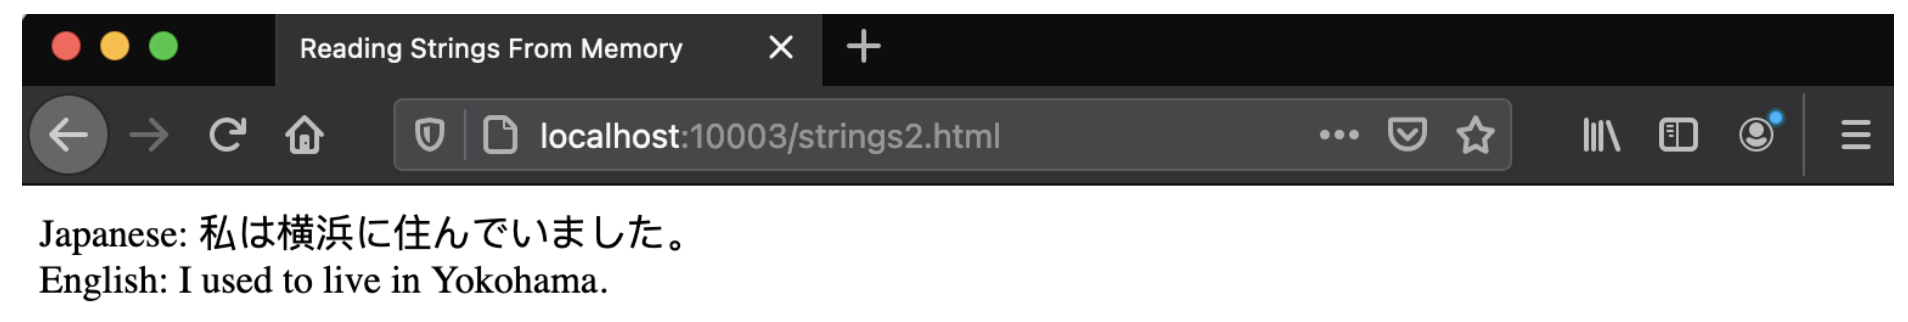 Reading Strings From Memory
localhost:10003/strings2.html
Japanese: 私は横浜に住んでいました。
English: I used to live in Yokohama.